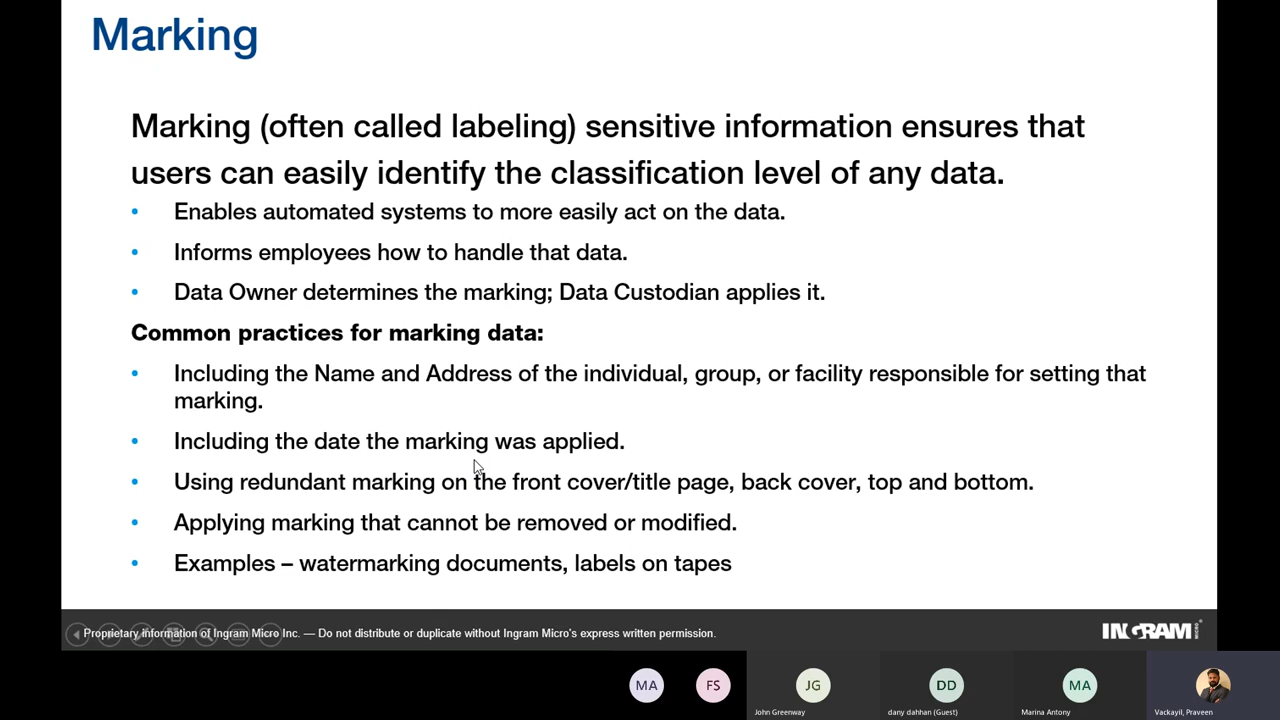 Marking
Marking (often called labeling) sensitive information ensures that
users can easily identify the classification level of any data.
• Enables automated systems to more easily act on the data.
• Informs employees how to handle that data.
• Data Owner determines the marking; Data Custodian applies it.
Common practices for marking data:
• Including the Name and Address of the individual, group, or facility responsible for setting that
marking.
• Including the date the marking was applied.
• Using redundant marking on the front cover/title page, back cover, top and bottom.
• Applying marking that cannot be removed or modified.
• Examples – watermarking documents, labels on tapes
Proprietary information of Ingram Micro Inc. — Do not distribute or duplicate without Ingram Micro's express written permission.
INGRAM MICRO®
MA FS JG DD MA
John Greenway dany dahhan (Guest) Marina Antony Vackayil, Praveen